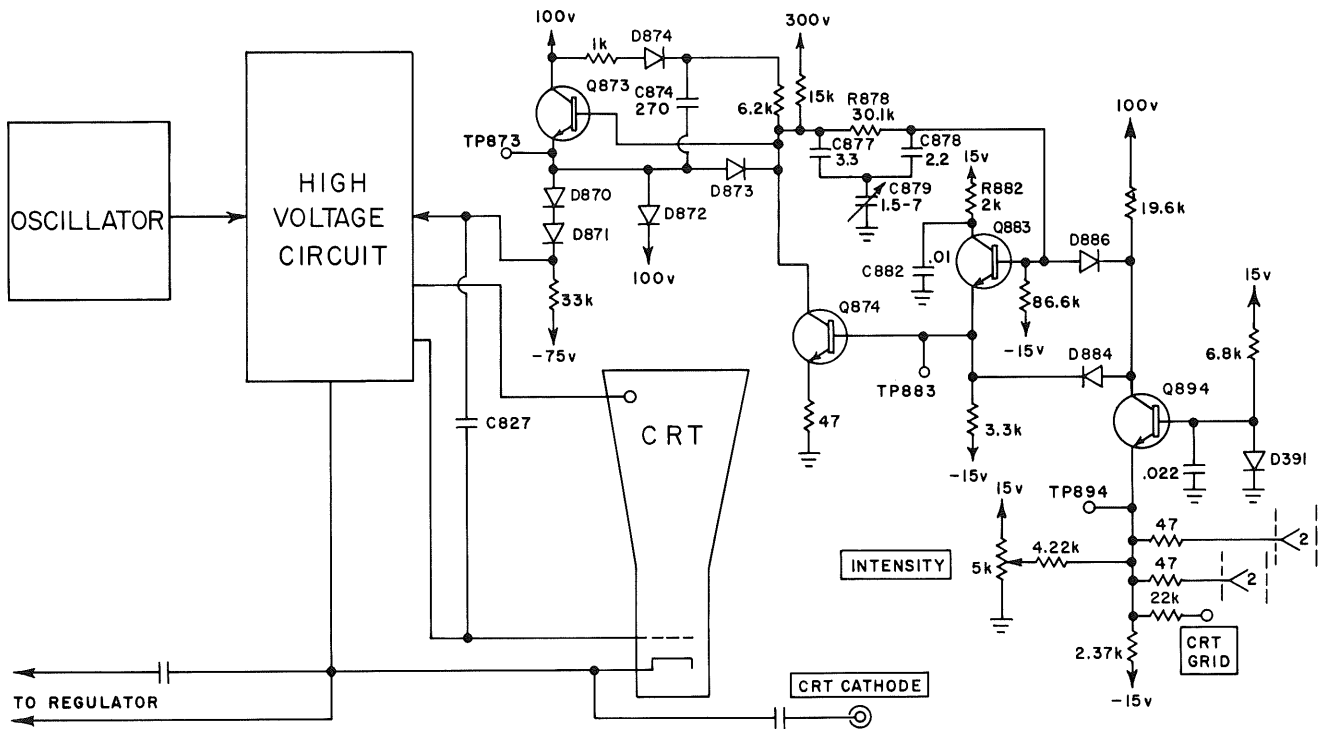 100v
300v
1k
D874
Q873
C874
270
6.2k
15k
R878
30.1k
C877
3.3
C878
2.2
100v
TP873
D873
C879
1.5-7
15v
R882
2k
19.6k
OSCILLATOR
HIGH
VOLTAGE
CIRCUIT
D870
D871
D872
100v
Q883
D886
.01
C882
15v
33k
-75v
Q874
86.6k
-15v
D884
6.8k
TP883
Q894
C827
CRT
47
3.3k
-15v
.022
D391
15v
TP894
47
2
INTENSITY
5k
4.22k
47
2
22k
CRT
GRID
2.37k
-15v
TO REGULATOR
CRT CATHODE